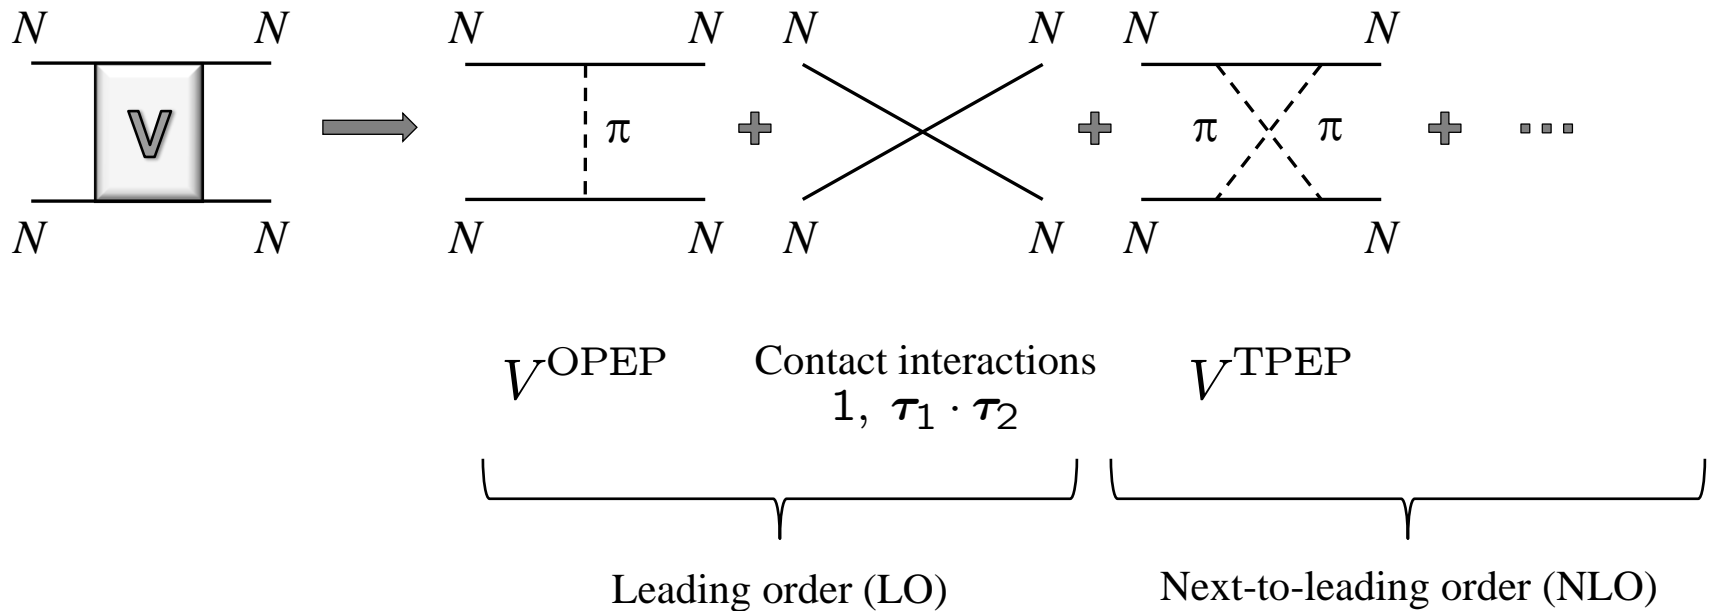 N N N N N N N N
V π π π + + + ...
N N N N N N N N
V^OPEP Contact interactions V^TPEP
1, τ₁ · τ₂
Leading order (LO) Next-to-leading order (NLO)